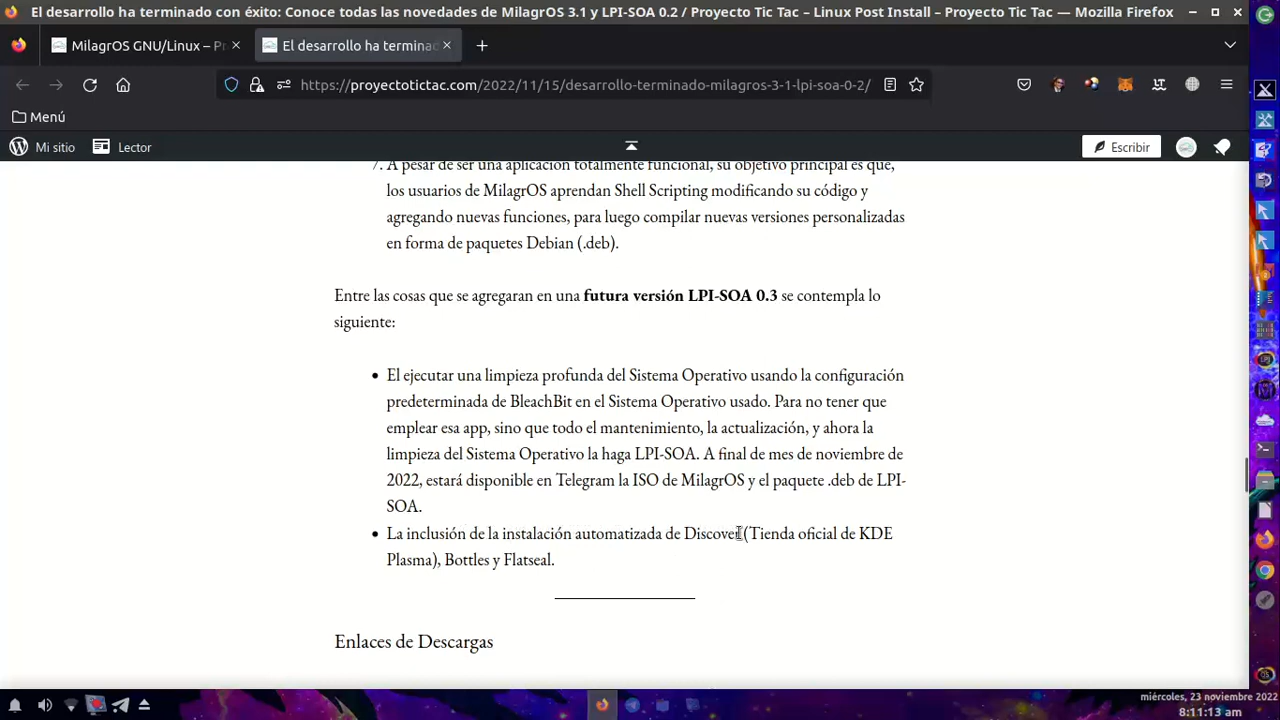 El desarrollo ha terminado con éxito: Conoce todas las novedades de MilagrOS 3.1 y LPI-SOA 0.2 / Proyecto Tic Tac – Linux Post Install – Proyecto Tic Tac — Mozilla Firefox
MilagrOS GNU/Linux – Pr
El desarrollo ha terminad
https://proyectotictac.com/2022/11/15/desarrollo-terminado-milagros-3-1-lpi-soa-0-2/
Menú
Mi sitio
Lector
Escribir
7. A pesar de ser una aplicación totalmente funcional, su objetivo principal es que,
los usuarios de MilagrOS aprendan Shell Scripting modificando su código y
agregando nuevas funciones, para luego compilar nuevas versiones personalizadas
en forma de paquetes Debian (.deb).
Entre las cosas que se agregaran en una futura versión LPI-SOA 0.3 se contempla lo
siguiente:
El ejecutar una limpieza profunda del Sistema Operativo usando la configuración
predeterminada de BleachBit en el Sistema Operativo usado. Para no tener que
emplear esa app, sino que todo el mantenimiento, la actualización, y ahora la
limpieza del Sistema Operativo la haga LPI-SOA. A final de mes de noviembre de
2022, estará disponible en Telegram la ISO de MilagrOS y el paquete .deb de LPI-
SOA.
La inclusión de la instalación automatizada de Discover (Tienda oficial de KDE
Plasma), Bottles y Flatseal.
Enlaces de Descargas
miércoles, 23 noviembre 2022
8:11:13 am